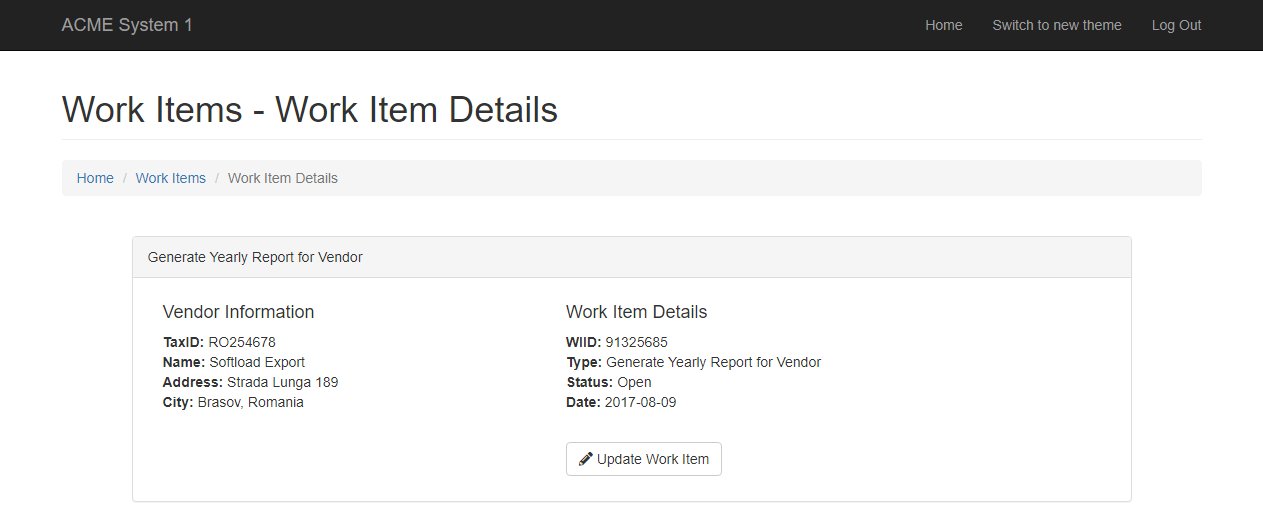 ACME System 1 Home Switch to new theme Log Out
Work Items - Work Item Details
Home / Work Items / Work Item Details
Generate Yearly Report for Vendor
Vendor Information
TaxID: RO254678
Name: Softload Export
Address: Strada Lunga 189
City: Brasov, Romania
Work Item Details
WIID: 91325685
Type: Generate Yearly Report for Vendor
Status: Open
Date: 2017-08-09
Update Work Item